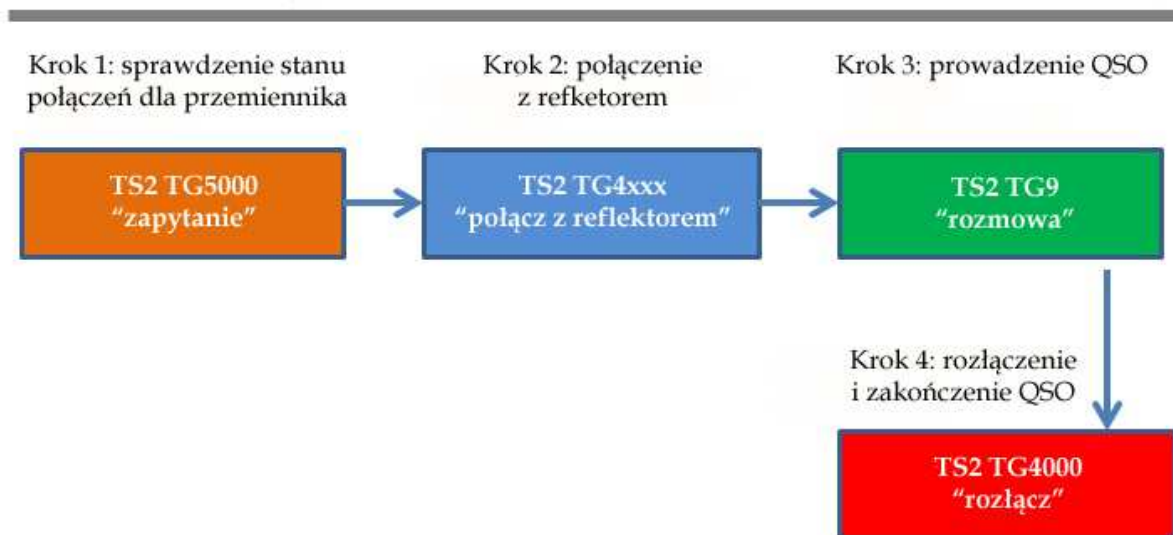 Krok 1: sprawdzenie stanu
połączeń dla przemiennika
Krok 2: połączenie
z refketorem
Krok 3: prowadzenie QSO
TS2 TG5000
“zapytanie”
TS2 TG4xxx
“połącz z reflektorem”
TS2 TG9
“rozmowa”
Krok 4: rozłączenie
i zakończenie QSO
TS2 TG4000
“rozłącz”